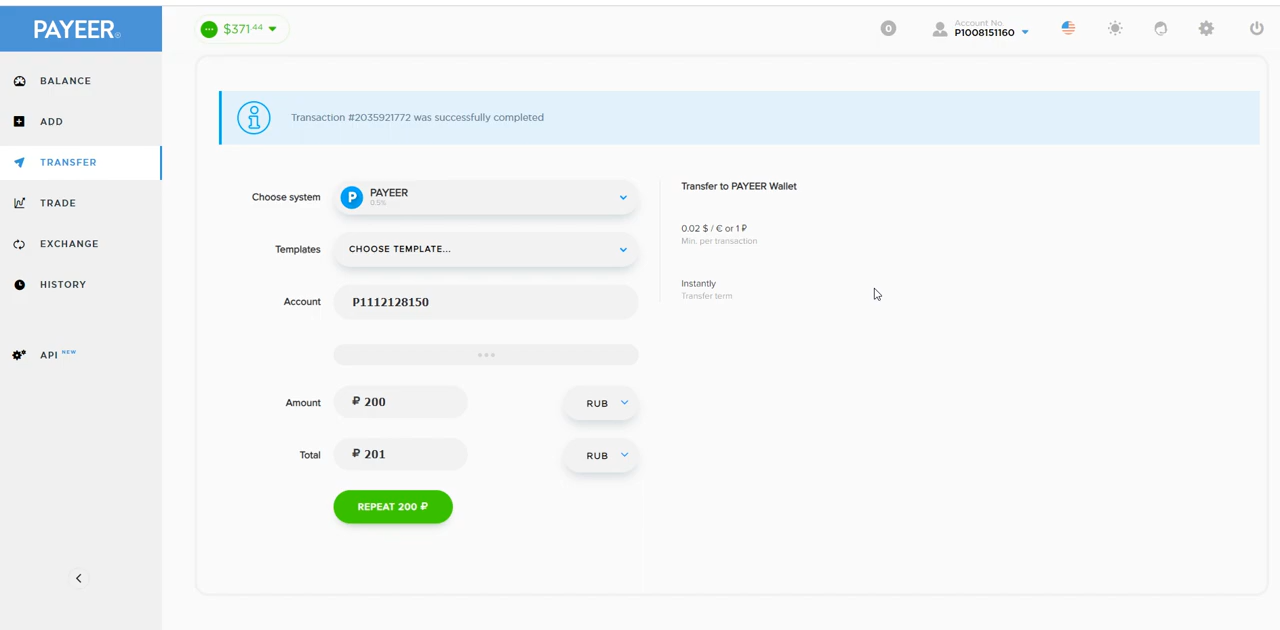 PAYEER®
$371.44
0
Account No.
P1008151160
BALANCE
ADD
TRANSFER
TRADE
EXCHANGE
HISTORY
API NEW
Transaction #2035921772 was successfully completed
Choose system
PAYEER
0.5%
Templates
CHOOSE TEMPLATE...
Account
P1112128150
Amount
₽ 200
RUB
Total
₽ 201
RUB
REPEAT 200 ₽
Transfer to PAYEER Wallet
0.02 $ / € or 1 ₽
Min. per transaction
Instantly
Transfer term